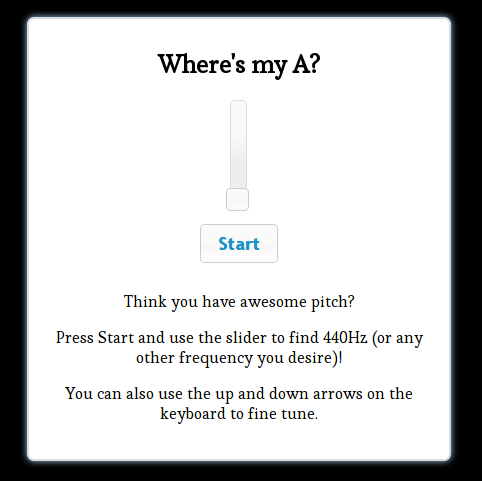 Where's my A?
Start
Think you have awesome pitch?
Press Start and use the slider to find 440Hz (or any
other frequency you desire)!
You can also use the up and down arrows on the
keyboard to fine tune.